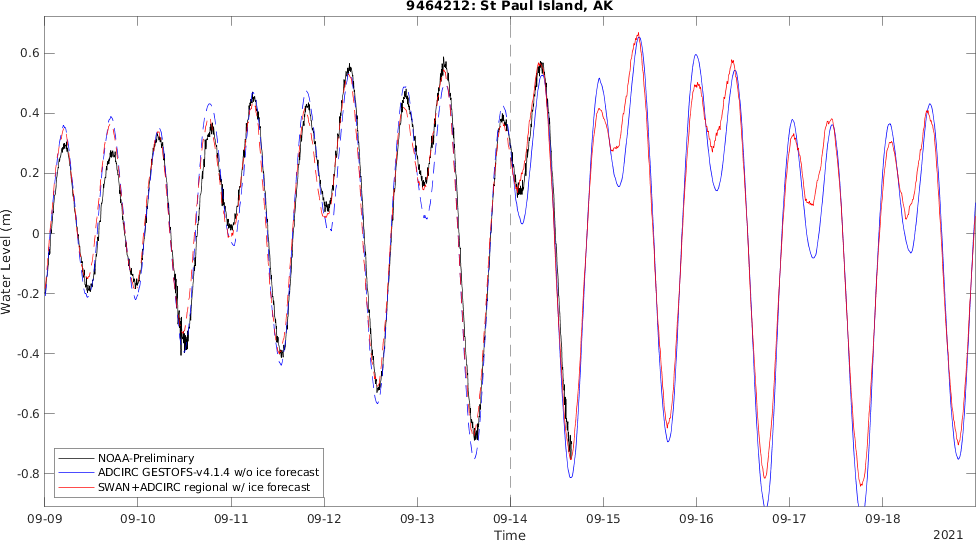 9464212: St Paul Island, AK
0.6
0.4
0.2
0
-0.2
-0.4
-0.6
-0.8
Water Level (m)
NOAA-Preliminary
ADCIRC GESTOFS-v4.1.4 w/o ice forecast
SWAN+ADCIRC regional w/ ice forecast
09-09 09-10 09-11 09-12 09-13 09-14 09-15 09-16 09-17 09-18
Time
2021